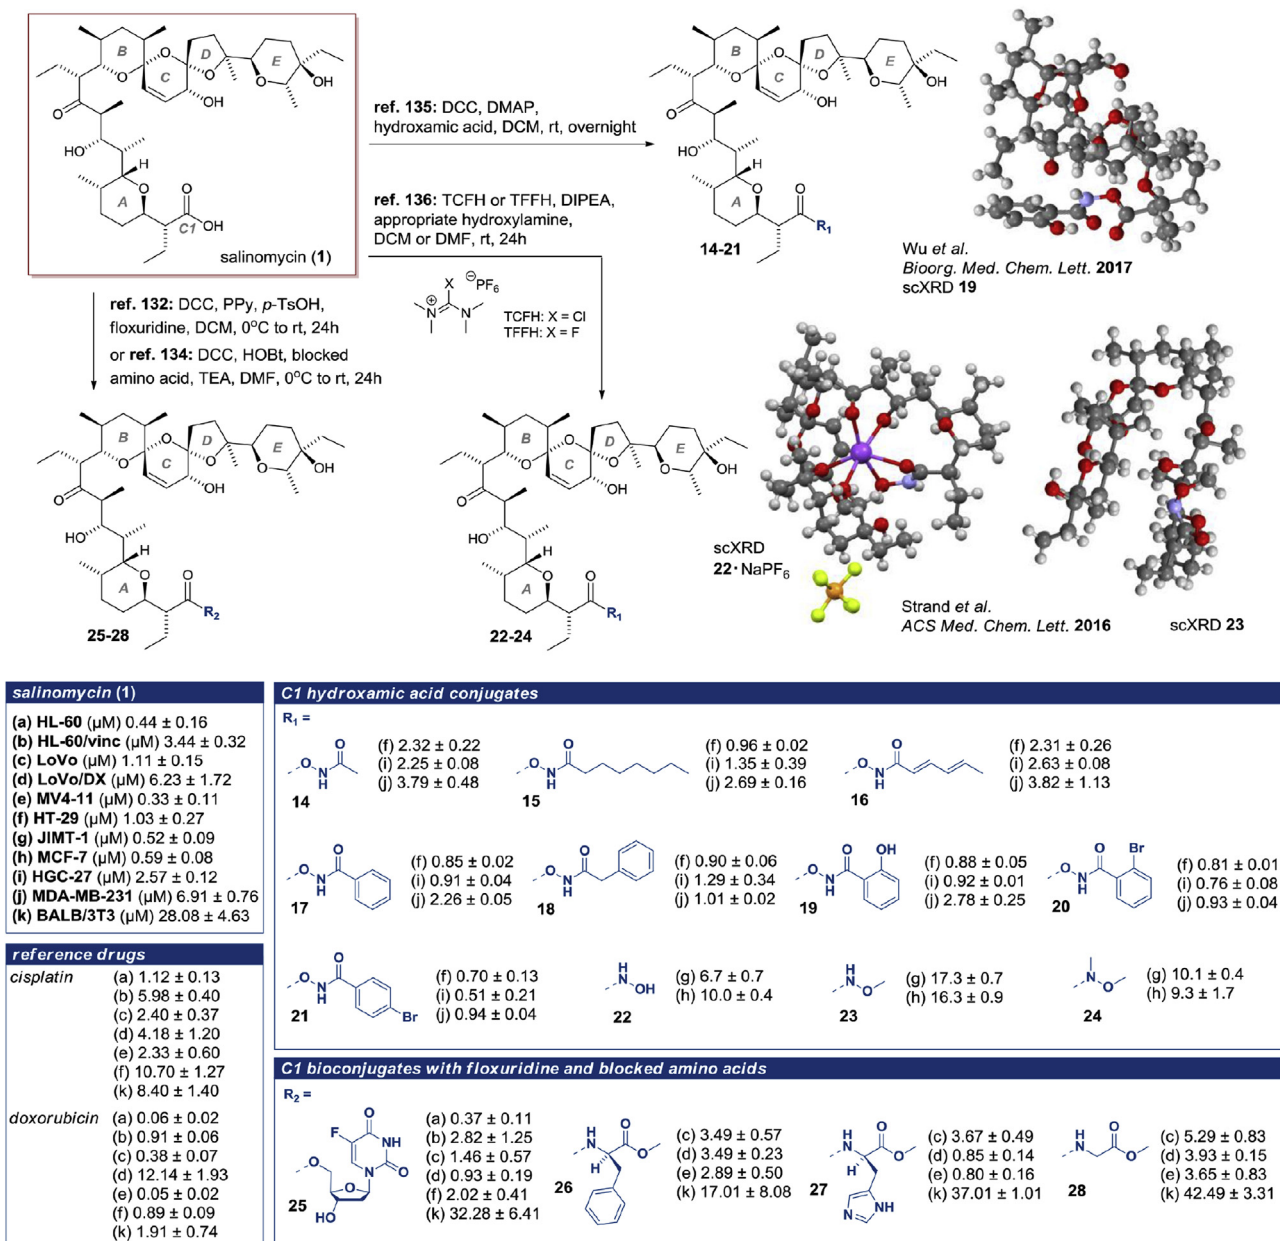 B
D
E
C
O
O
O
O
OH
OH
O
HO
H
O
A
O
C1
OH
salinomycin (1)
ref. 135: DCC, DMAP,
hydroxamic acid, DCM, rt, overnight
ref. 136: TCFH or TFFH, DIPEA,
appropriate hydroxylamine,
DCM or DMF, rt, 24h
X
⊖PF6
N⊕
N
TCFH: X = Cl
TFFH: X = F
B
D
E
C
O
O
O
O
OH
OH
O
HO
H
O
A
O
R1
14-21
Wu et al.
Bioorg. Med. Chem. Lett. 2017
scXRD 19
ref. 132: DCC, PPy, p-TsOH,
floxuridine, DCM, 0°C to rt, 24h
or ref. 134: DCC, HOBt, blocked
amino acid, TEA, DMF, 0°C to rt, 24h
B
D
E
C
O
O
O
O
OH
OH
O
HO
H
O
A
O
R2
25-28
B
D
E
C
O
O
O
O
OH
OH
O
HO
H
O
A
O
R1
22-24
scXRD
22· NaPF6
Strand et al.
ACS Med. Chem. Lett. 2016
scXRD 23
salinomycin (1)
(a) HL-60 (µM) 0.44 ± 0.16
(b) HL-60/vinc (µM) 3.44 ± 0.32
(c) LoVo (µM) 1.11 ± 0.15
(d) LoVo/DX (µM) 6.23 ± 1.72
(e) MV4-11 (µM) 0.33 ± 0.11
(f) HT-29 (µM) 1.03 ± 0.27
(g) JIMT-1 (µM) 0.52 ± 0.09
(h) MCF-7 (µM) 0.59 ± 0.08
(i) HGC-27 (µM) 2.57 ± 0.12
(j) MDA-MB-231 (µM) 6.91 ± 0.76
(k) BALB/3T3 (µM) 28.08 ± 4.63
reference drugs
cisplatin (a) 1.12 ± 0.13
(b) 5.98 ± 0.40
(c) 2.40 ± 0.37
(d) 4.18 ± 1.20
(e) 2.33 ± 0.60
(f) 10.70 ± 1.27
(k) 8.40 ± 1.40
doxorubicin (a) 0.06 ± 0.02
(b) 0.91 ± 0.06
(c) 0.38 ± 0.07
(d) 12.14 ± 1.93
(e) 0.05 ± 0.02
(f) 0.89 ± 0.09
(k) 1.91 ± 0.74
C1 hydroxamic acid conjugates
R1 =
O
O
N
H
14
(f) 2.32 ± 0.22
(i) 2.25 ± 0.08
(j) 3.79 ± 0.48
O
O
N
H
15
(f) 0.96 ± 0.02
(i) 1.35 ± 0.39
(j) 2.69 ± 0.16
O
O
N
H
16
(f) 2.31 ± 0.26
(i) 2.63 ± 0.08
(j) 3.82 ± 1.13
O
O
NH
17
(f) 0.85 ± 0.02
(i) 0.91 ± 0.04
(j) 2.26 ± 0.05
O
O
NH
18
(f) 0.90 ± 0.06
(i) 1.29 ± 0.34
(j) 1.01 ± 0.02
O
OH
O
NH
19
(f) 0.88 ± 0.05
(i) 0.92 ± 0.01
(j) 2.78 ± 0.25
O
Br
O
NH
20
(f) 0.81 ± 0.01
(i) 0.76 ± 0.08
(j) 0.93 ± 0.04
O
O
NH
Br
21
(f) 0.70 ± 0.13
(i) 0.51 ± 0.21
(j) 0.94 ± 0.04
H
N
OH
22
(g) 6.7 ± 0.7
(h) 10.0 ± 0.4
H
N
O
23
(g) 17.3 ± 0.7
(h) 16.3 ± 0.9
N
O
24
(g) 10.1 ± 0.4
(h) 9.3 ± 1.7
C1 bioconjugates with floxuridine and blocked amino acids
R2 =
O
F
NH
N
O
O
O
HO
25
(a) 0.37 ± 0.11
(b) 2.82 ± 1.25
(c) 1.46 ± 0.57
(d) 0.93 ± 0.19
(f) 2.02 ± 0.41
(k) 32.28 ± 6.41
H
N
O
O
H
26
(c) 3.49 ± 0.57
(d) 3.49 ± 0.23
(e) 2.89 ± 0.50
(k) 17.01 ± 8.08
H
N
O
O
H
N
NH
27
(c) 3.67 ± 0.49
(d) 0.85 ± 0.14
(e) 0.80 ± 0.16
(k) 37.01 ± 1.01
H
N
O
O
28
(c) 5.29 ± 0.83
(d) 3.93 ± 0.15
(e) 3.65 ± 0.83
(k) 42.49 ± 3.31